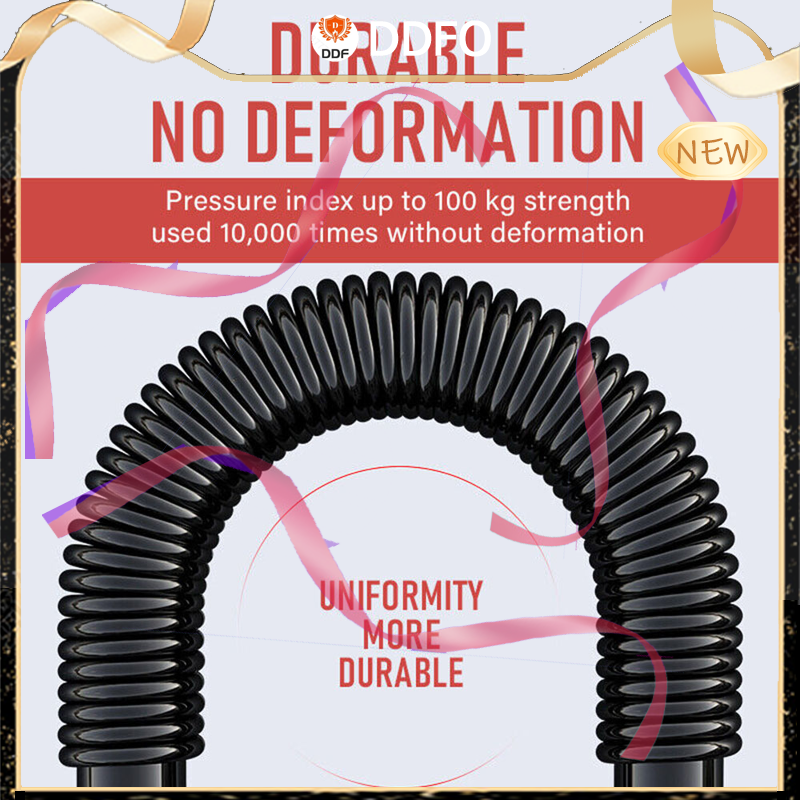 DDF
DDFO
DURABLE
NO DEFORMATION
NEW
Pressure index up to 100 kg strength
used 10,000 times without deformation
UNIFORMITY
MORE
DURABLE